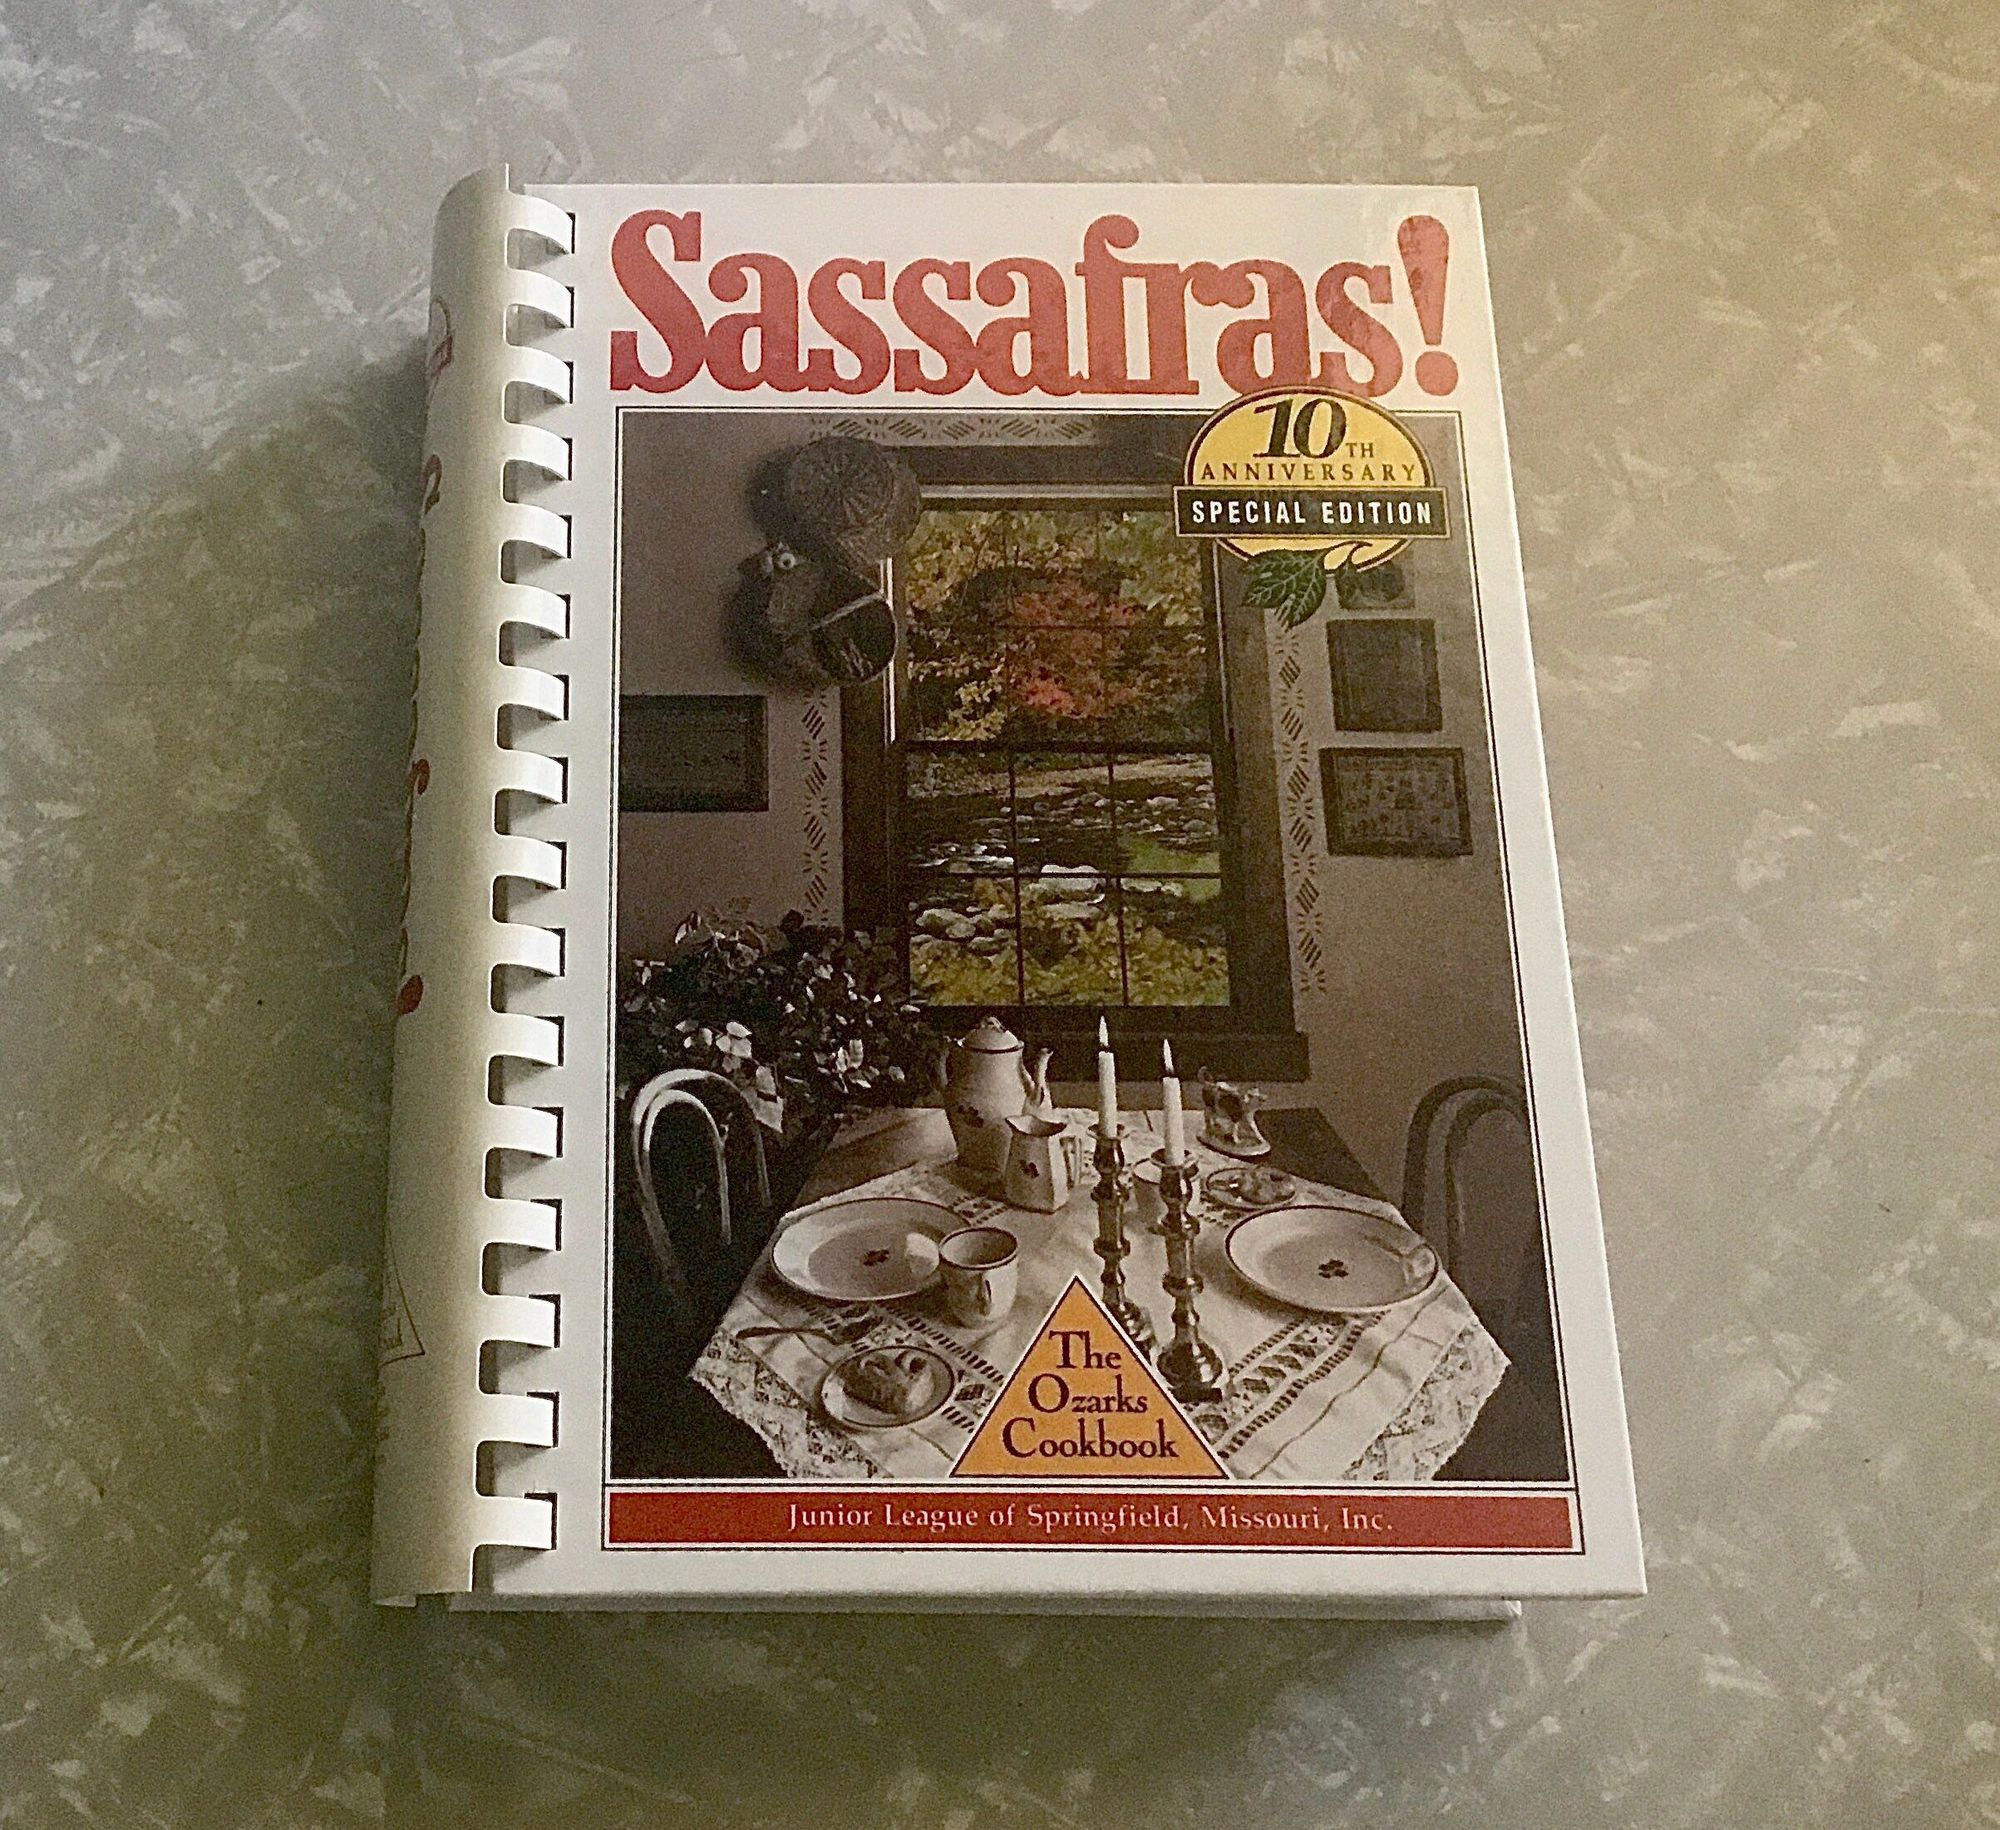 Sassafras!
10TH
ANNIVERSARY
SPECIAL EDITION
The
Ozarks
Cookbook
Junior League of Springfield, Missouri, Inc.